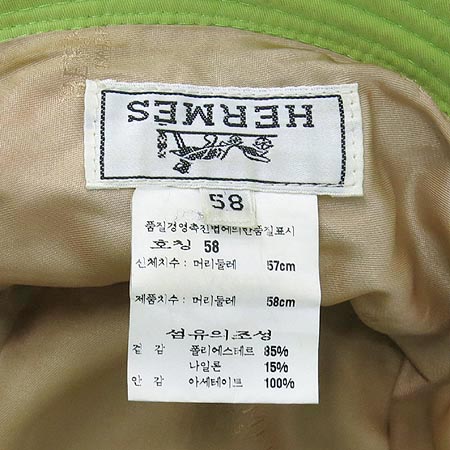 HERMES
58
품질경영촉진법에의한품질표시
호칭 58
신체치수 : 머리둘레 57cm
제품치수 : 머리둘레 58cm
섬유의조성
겉 감 폴리에스테르 85%
나일론 15%
안 감 아세테이트 100%